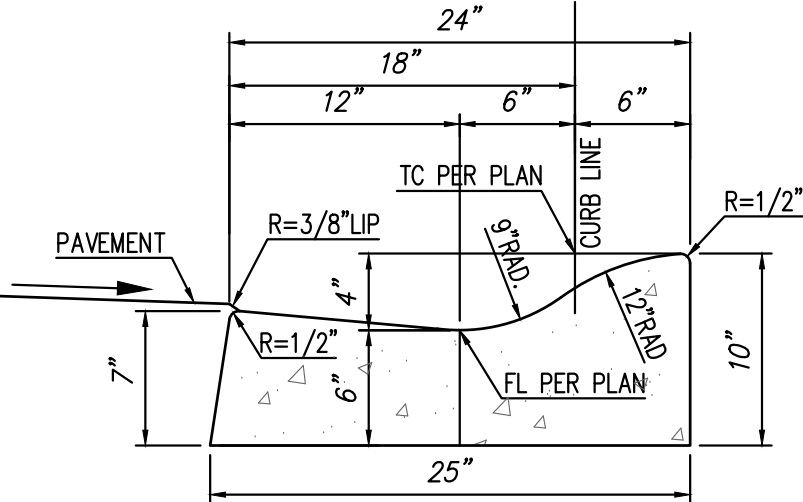 24"
18"
12"
6"
6"
TC PER PLAN
CURB LINE
R=1/2"
R=3/8"LIP
PAVEMENT
9"RAD.
4"
12"RAD
R=1/2"
7"
6"
FL PER PLAN
10"
25"